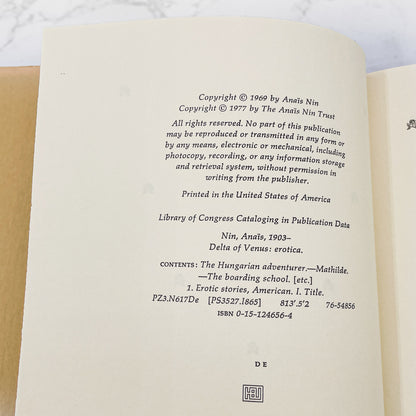 Copyright © 1969 by Anaïs Nin
Copyright © 1977 by The Anaïs Nin Trust
All rights reserved. No part of this publication
may be reproduced or transmitted in any form or
by any means, electronic or mechanical, including
photocopy, recording, or any information storage
and retrieval system, without permission in
writing from the publisher.
Printed in the United States of America
Library of Congress Cataloging in Publication Data
Nin, Anaïs, 1903–
Delta of Venus: erotica.
CONTENTS: The Hungarian adventurer.—Mathilde.
—The boarding school. [etc.]
1. Erotic stories, American. I. Title.
PZ3.N617De [PS3527.I865] 813'.5'2 76-54856
ISBN 0-15-124656-4
D E
HBJ